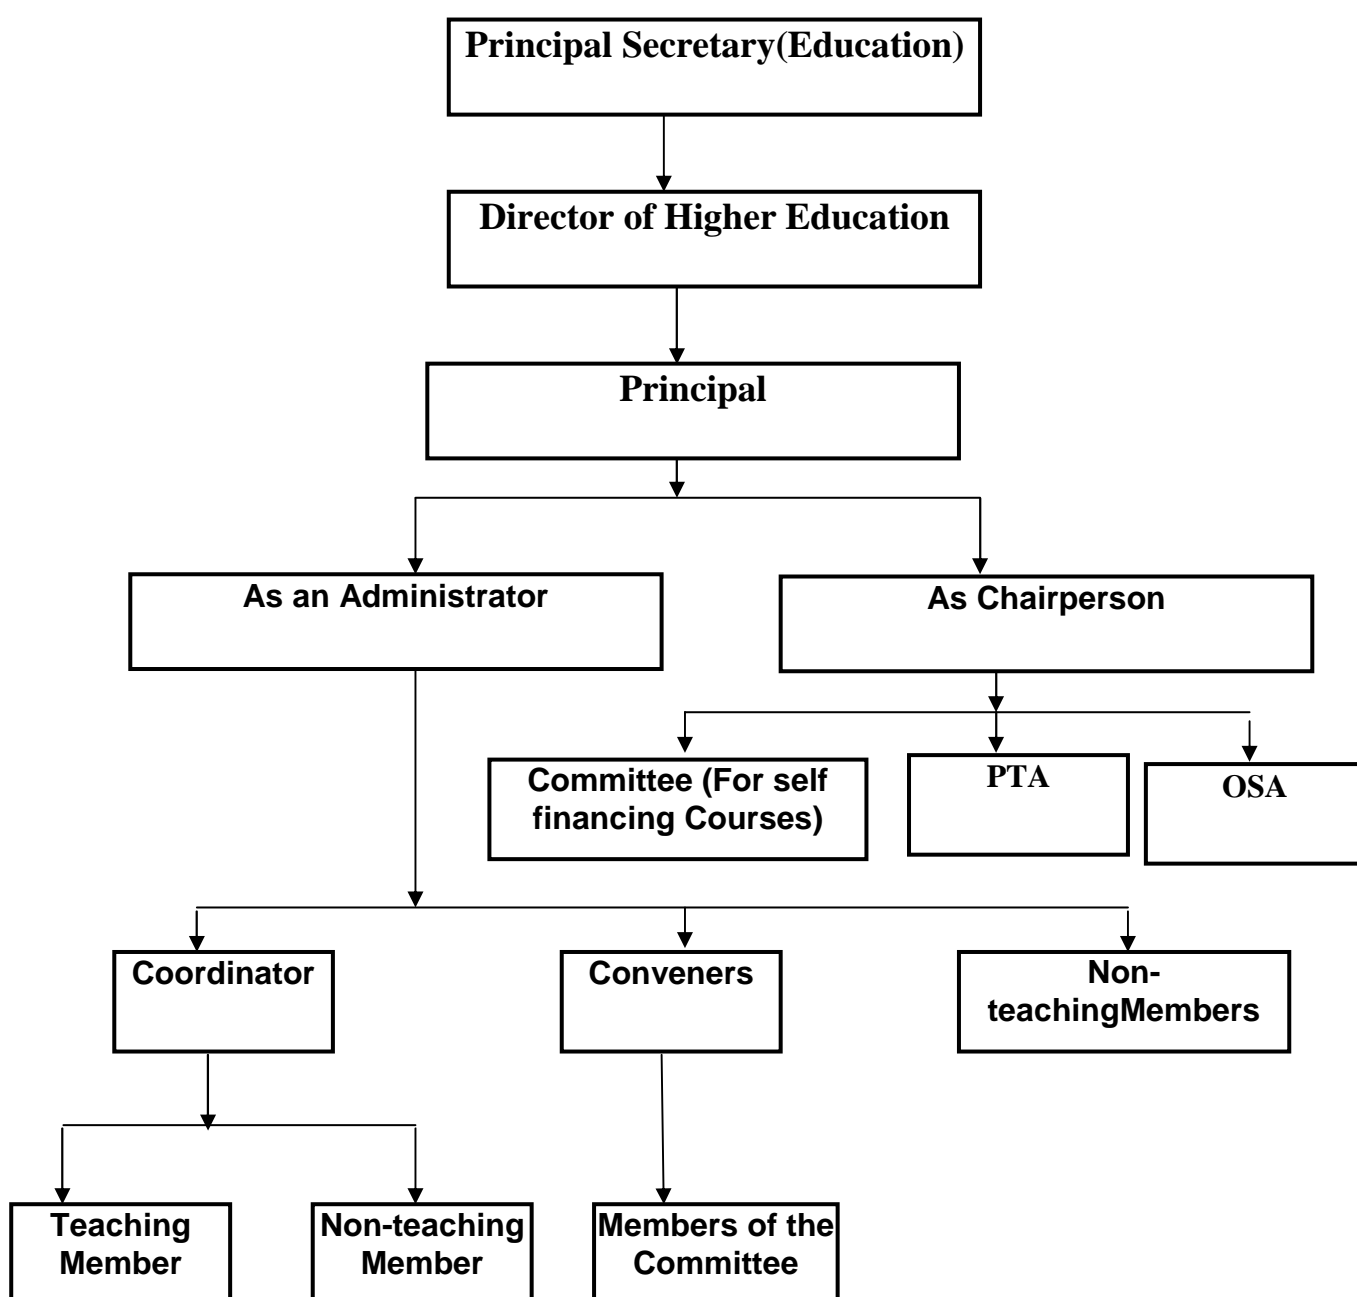 Principal Secretary(Education)
Director of Higher Education
Principal
As an Administrator
As Chairperson
Committee (For self
financing Courses)
PTA
OSA
Coordinator
Conveners
Non-
teachingMembers
Teaching
Member
Non-teaching
Member
Members of the
Committee